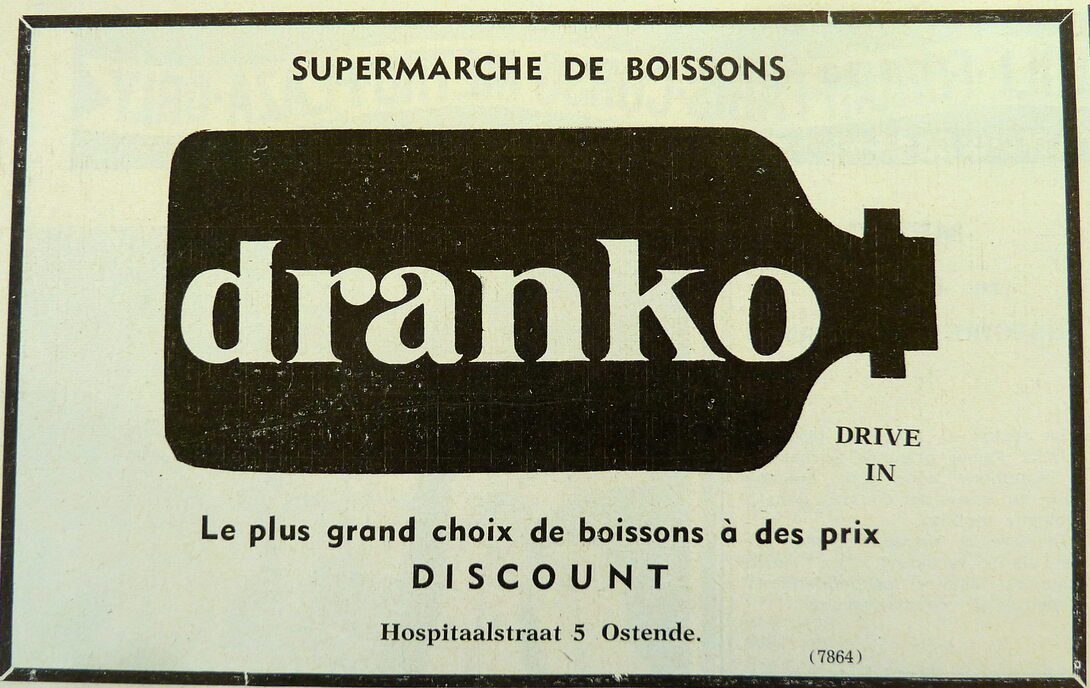 SUPERMARCHE DE BOISSONS
dranko
DRIVE
IN
Le plus grand choix de boissons à des prix
DISCOUNT
Hospitaalstraat 5 Ostende.
(7864)